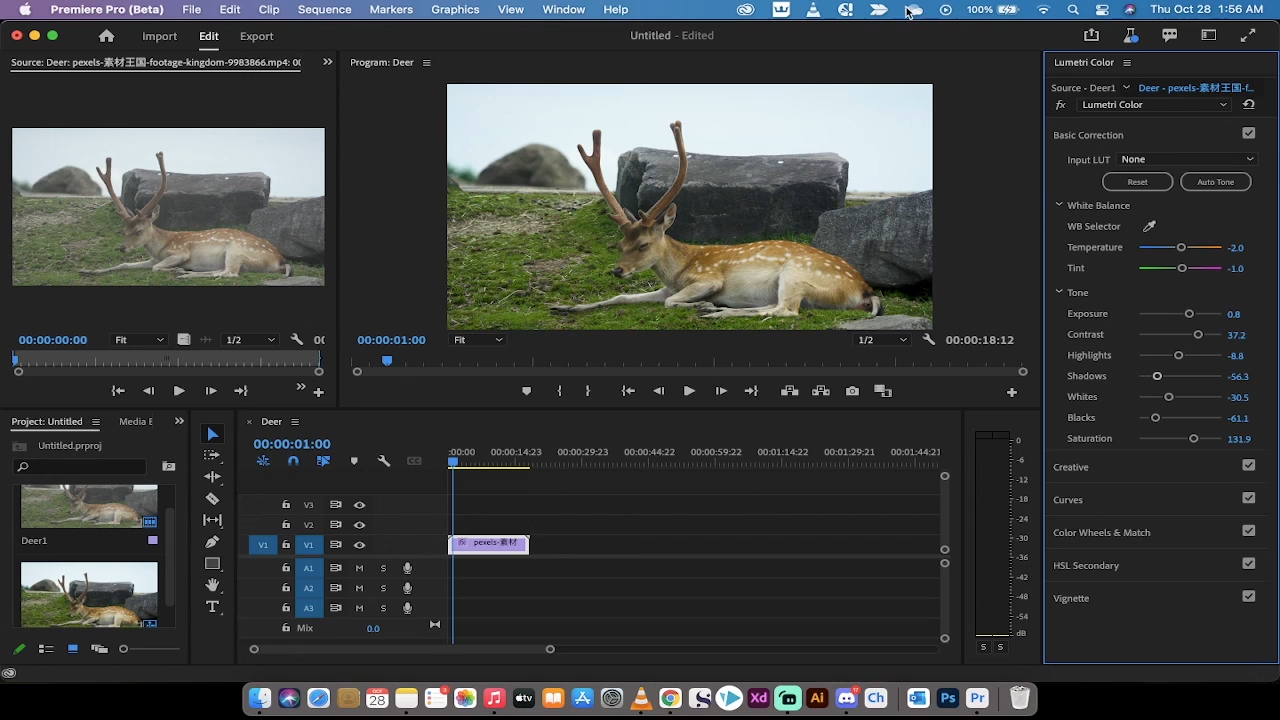 Premiere Pro (Beta) File Edit Clip Sequence Markers Graphics View Window Help 100% Thu Oct 28 1:56 AM
Import Edit Export Untitled - Edited
Source: Deer: pexels-素材王国-footage-kingdom-9983866.mp4: 00
Program: Deer
Lumetri Color
Source - Deer1 Deer - pexels-素材王国-f...
fx Lumetri Color
Basic Correction
Input LUT None
Reset Auto Tone
White Balance
WB Selector
Temperature -2.0
Tint -1.0
Tone
Exposure 0.8
Contrast 37.2
Highlights -8.8
Shadows -56.3
Whites -30.5
Blacks -61.1
Saturation 131.9
Creative
Curves
Color Wheels & Match
HSL Secondary
Vignette
00:00:00:00 Fit 1/2 00
00:00:01:00 Fit 1/2 00:00:18:12
Project: Untitled Media E
Untitled.prproj
Deer1
T
× Deer
00:00:01:00
:00:00 00:00:14:23 00:00:29:23 00:00:44:22 00:00:59:22 00:01:14:22 00:01:29:21 00:01:44:21
V3
V2
V1 V1 fx pexels-素材
A1 M S
A2 M S
A3 M S
Mix 0.0
0
-6
-12
-18
-24
-30
-36
-42
-48
-54
dB
S S
OCT
28
tv
Xd Ai Ch Ps Pr
17